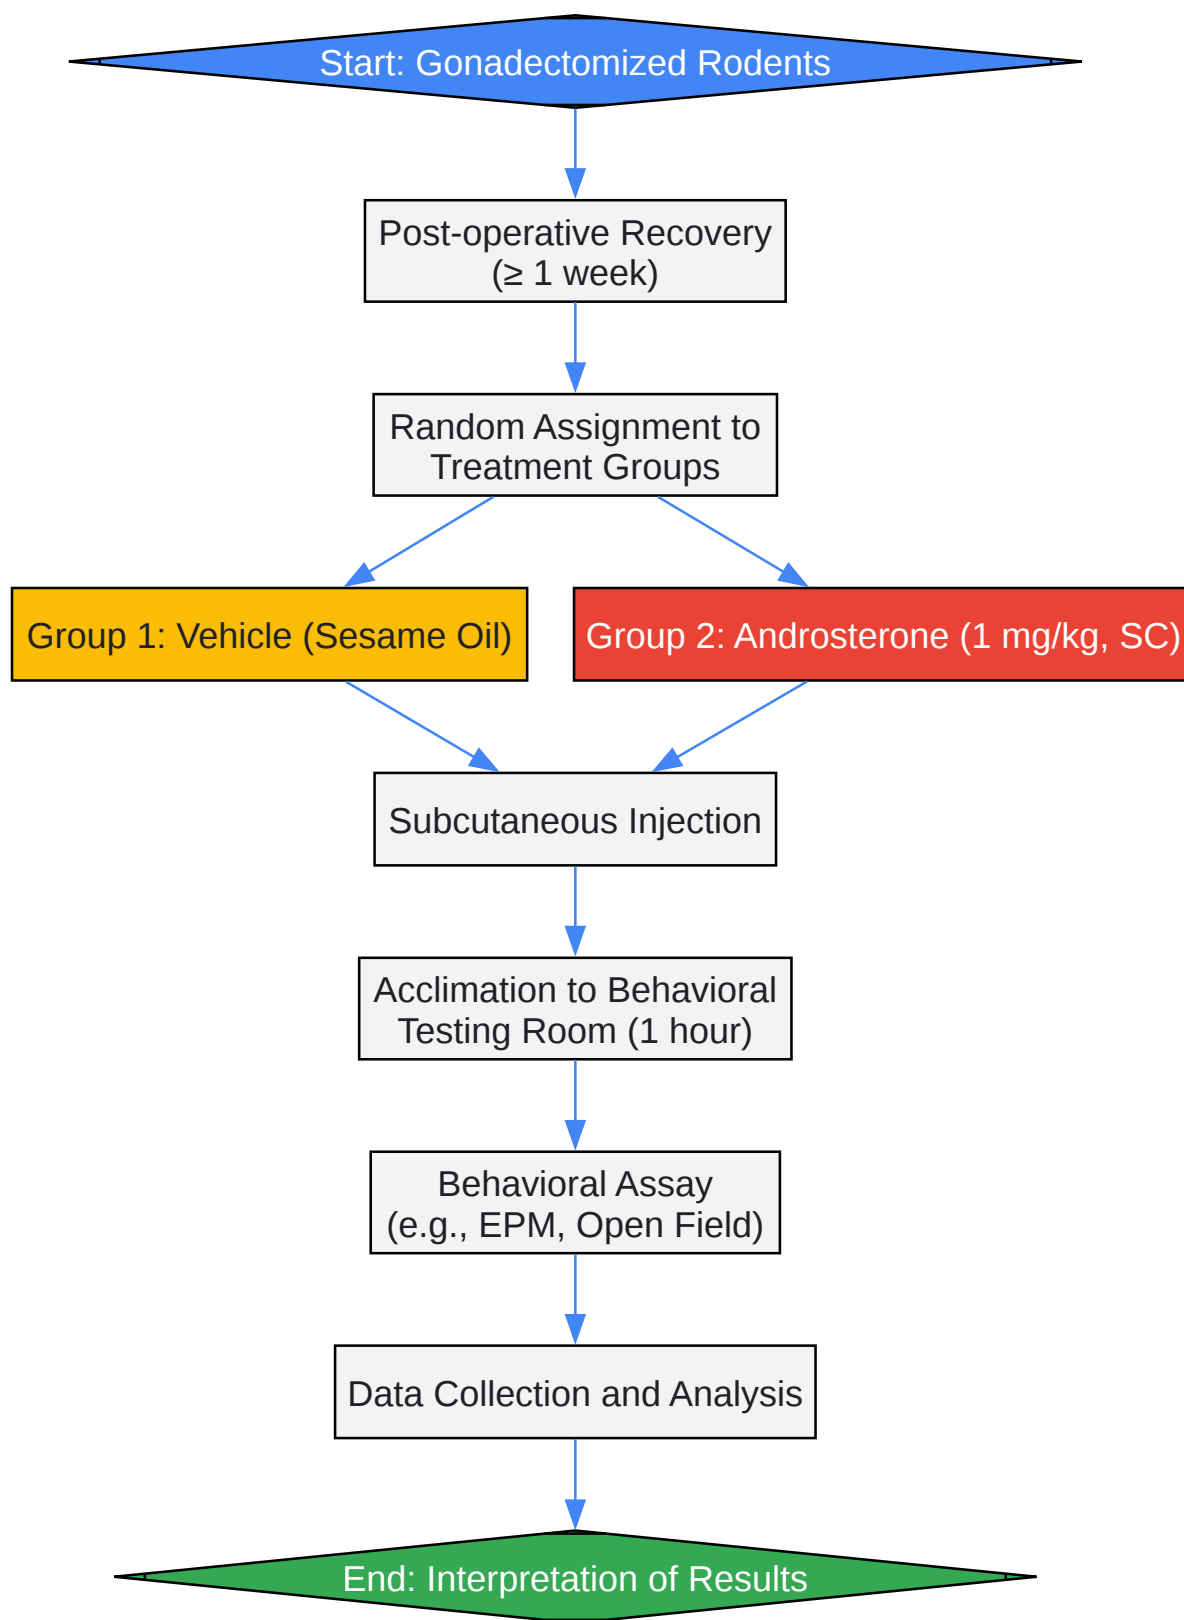 Start: Gonadectomized Rodents
Post-operative Recovery
(≥ 1 week)
Random Assignment to
Treatment Groups
Group 1: Vehicle (Sesame Oil)
Group 2: Androsterone (1 mg/kg, SC)
Subcutaneous Injection
Acclimation to Behavioral
Testing Room (1 hour)
Behavioral Assay
(e.g., EPM, Open Field)
Data Collection and Analysis
End: Interpretation of Results